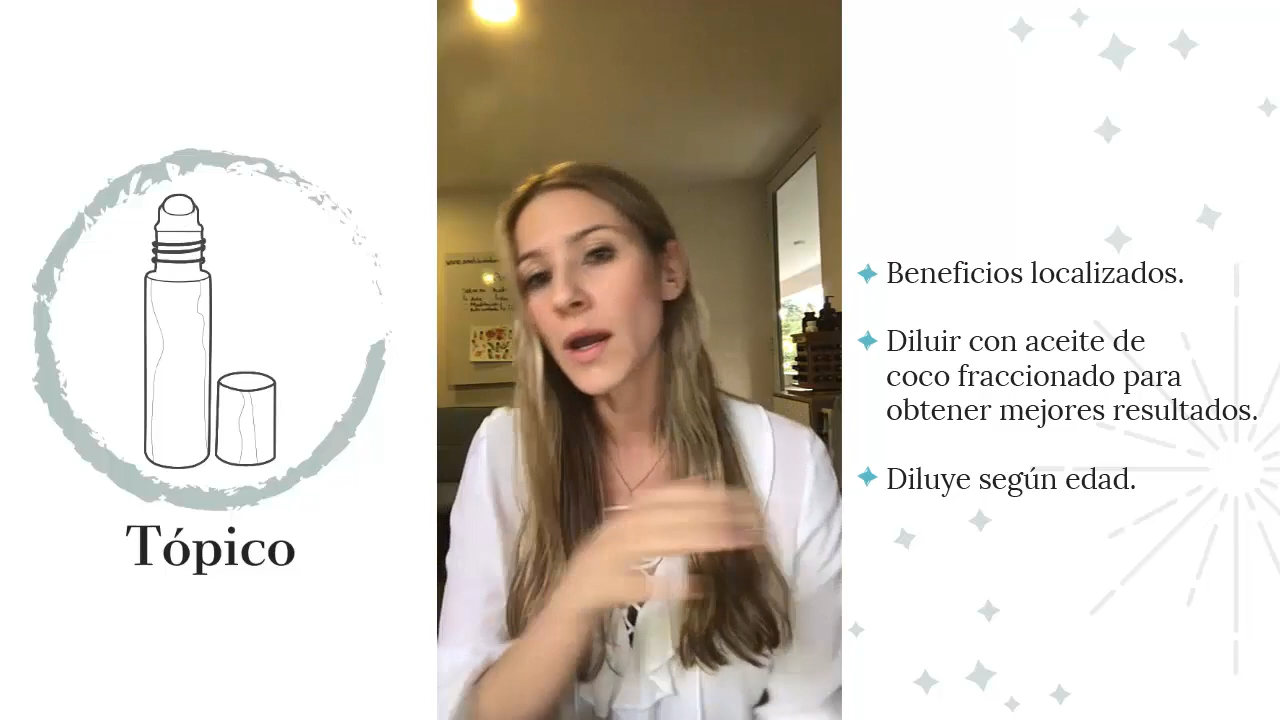 Tópico
Beneficios localizados.
Diluir con aceite de
coco fraccionado para
obtener mejores resultados.
Diluye según edad.